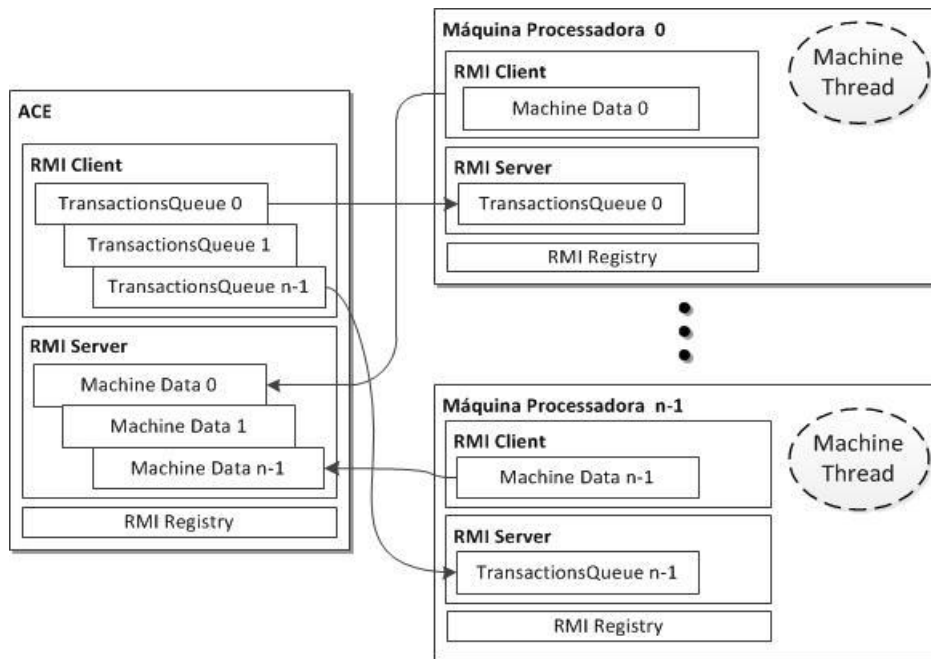 ACE
RMI Client
TransactionsQueue 0
TransactionsQueue 1
TransactionsQueue n-1
RMI Server
Machine Data 0
Machine Data 1
Machine Data n-1
RMI Registry
Máquina Processadora 0
RMI Client
Machine Data 0
RMI Server
TransactionsQueue 0
RMI Registry
Machine
Thread
Máquina Processadora n-1
RMI Client
Machine Data n-1
RMI Server
TransactionsQueue n-1
RMI Registry
Machine
Thread